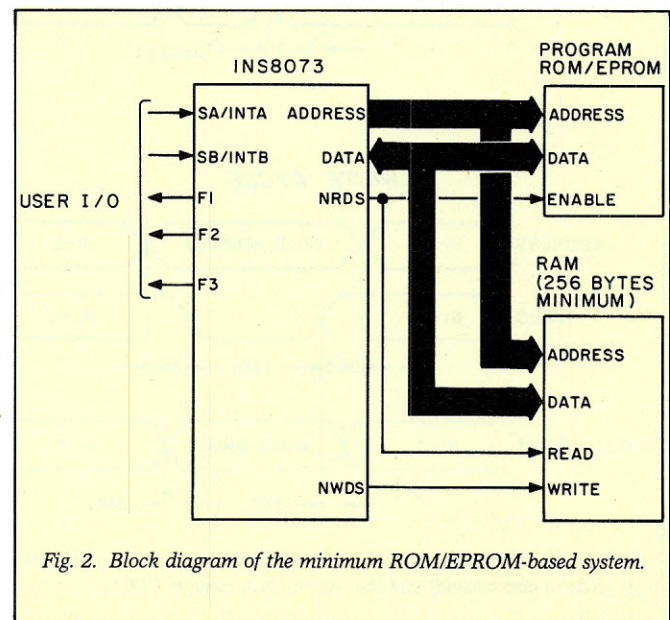 INS8073
PROGRAM
ROM/EPROM
USER I/O
SA/INTA
SB/INTB
F1
F2
F3
ADDRESS
DATA
NRDS
NWDS
ADDRESS
DATA
ENABLE
RAM
(256 BYTES
MINIMUM)
ADDRESS
DATA
READ
WRITE
Fig. 2. Block diagram of the minimum ROM/EPROM-based system.